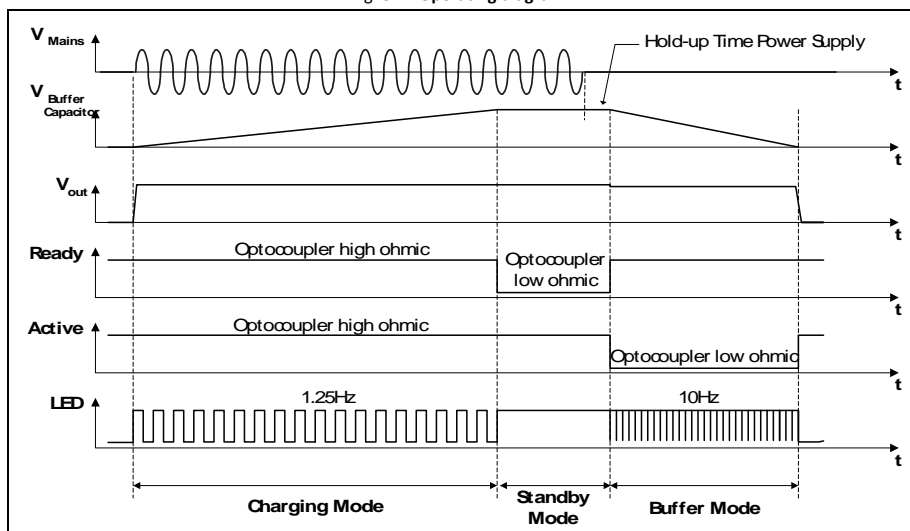 V Mains
Hold-up Time Power Supply
t
V Buffer
Capacitor
t
V out
t
Ready
Optocoupler high ohmic
Optocoupler
low ohmic
t
Active
Optocoupler high ohmic
Optocoupler low ohmic
t
LED
1.25Hz
10Hz
t
Charging Mode
Standby
Mode
Buffer Mode